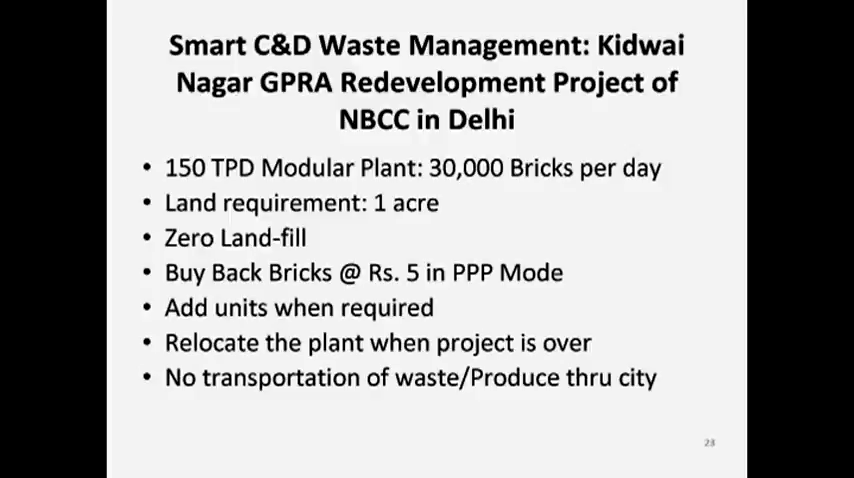 Smart C&D Waste Management: Kidwai
Nagar GPRA Redevelopment Project of
NBCC in Delhi
• 150 TPD Modular Plant: 30,000 Bricks per day
• Land requirement: 1 acre
• Zero Land-fill
• Buy Back Bricks @ Rs. 5 in PPP Mode
• Add units when required
• Relocate the plant when project is over
• No transportation of waste/Produce thru city
23